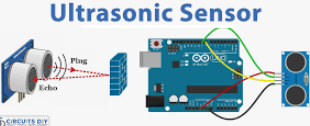 Ultrasonic Sensor
Ping
Echo
CIRCUITS DIY